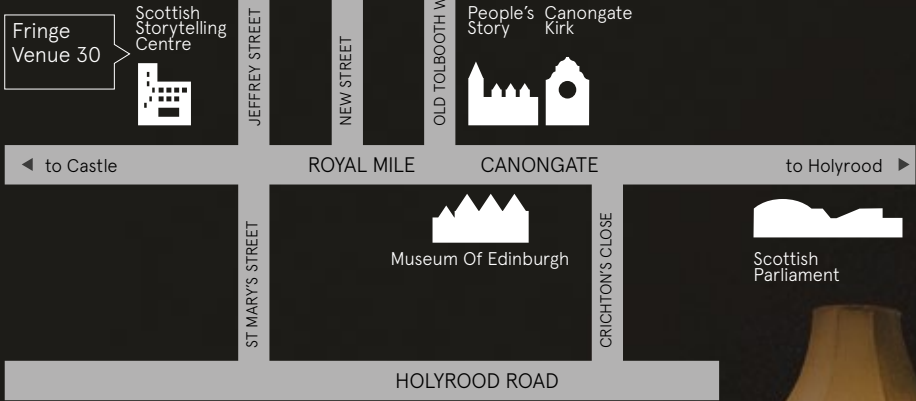 Fringe
Venue 30
Scottish
Storytelling
Centre
JEFFREY STREET
NEW STREET
OLD TOLBOOTH W
People's
Story
Canongate
Kirk
to Castle
ROYAL MILE
CANONGATE
to Holyrood
ST MARY'S STREET
Museum Of Edinburgh
CRICHTON'S CLOSE
Scottish
Parliament
HOLYROOD ROAD